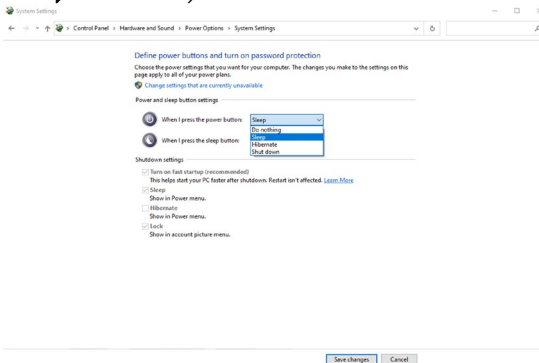 System Settings
Control Panel > Hardware and Sound > Power Options > System Settings
Define power buttons and turn on password protection
Choose the power settings that you want for your computer. The changes you make to the settings on this
page apply to all of your power plans.
Change settings that are currently unavailable
Power and sleep button settings
When I press the power button: Sleep
Do nothing
Sleep
When I press the sleep button:
Hibernate
Shut down
Shutdown settings
Turn on fast startup (recommended)
This helps start your PC faster after shutdown. Restart isn't affected. Learn More
Sleep
Show in Power menu.
Hibernate
Show in Power menu.
Lock
Show in account picture menu.
Save changes Cancel